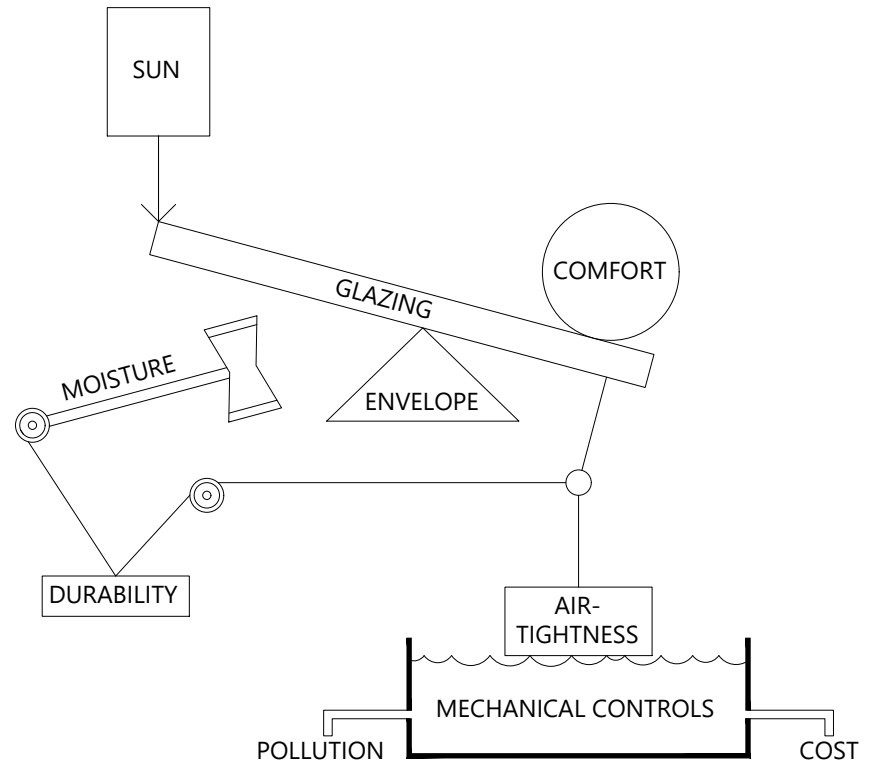 SUN
COMFORT
GLAZING
MOISTURE
ENVELOPE
DURABILITY
AIR-
TIGHTNESS
MECHANICAL CONTROLS
POLLUTION
COST